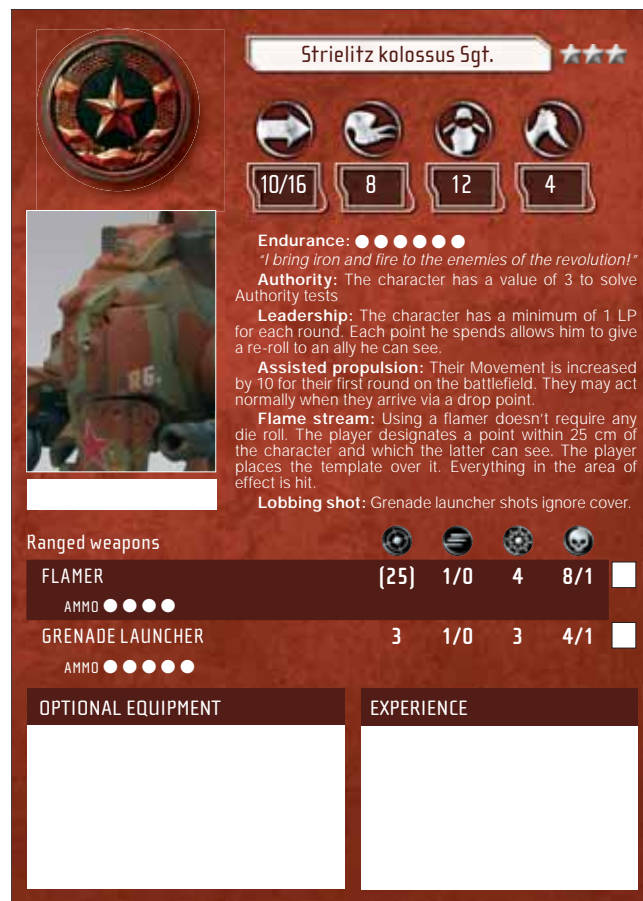 Strielitz kolossus Sgt.
10/16 8 12 4
Endurance:
"I bring iron and fire to the enemies of the revolution!"
Authority: The character has a value of 3 to solve
Authority tests
Leadership: The character has a minimum of 1 LP
for each round. Each point he spends allows him to give
a re-roll to an ally he can see.
Assisted propulsion: Their Movement is increased
by 10 for their first round on the battlefield. They may act
normally when they arrive via a drop point.
Flame stream: Using a flamer doesn't require any
die roll. The player designates a point within 25 cm of
the character and which the latter can see. The player
places the template over it. Everything in the area of
effect is hit.
Lobbing shot: Grenade launcher shots ignore cover.
Ranged weapons
FLAMER (25) 1/0 4 8/1
AMMO
GRENADE LAUNCHER 3 1/0 3 4/1
AMMO
OPTIONAL EQUIPMENT
EXPERIENCE